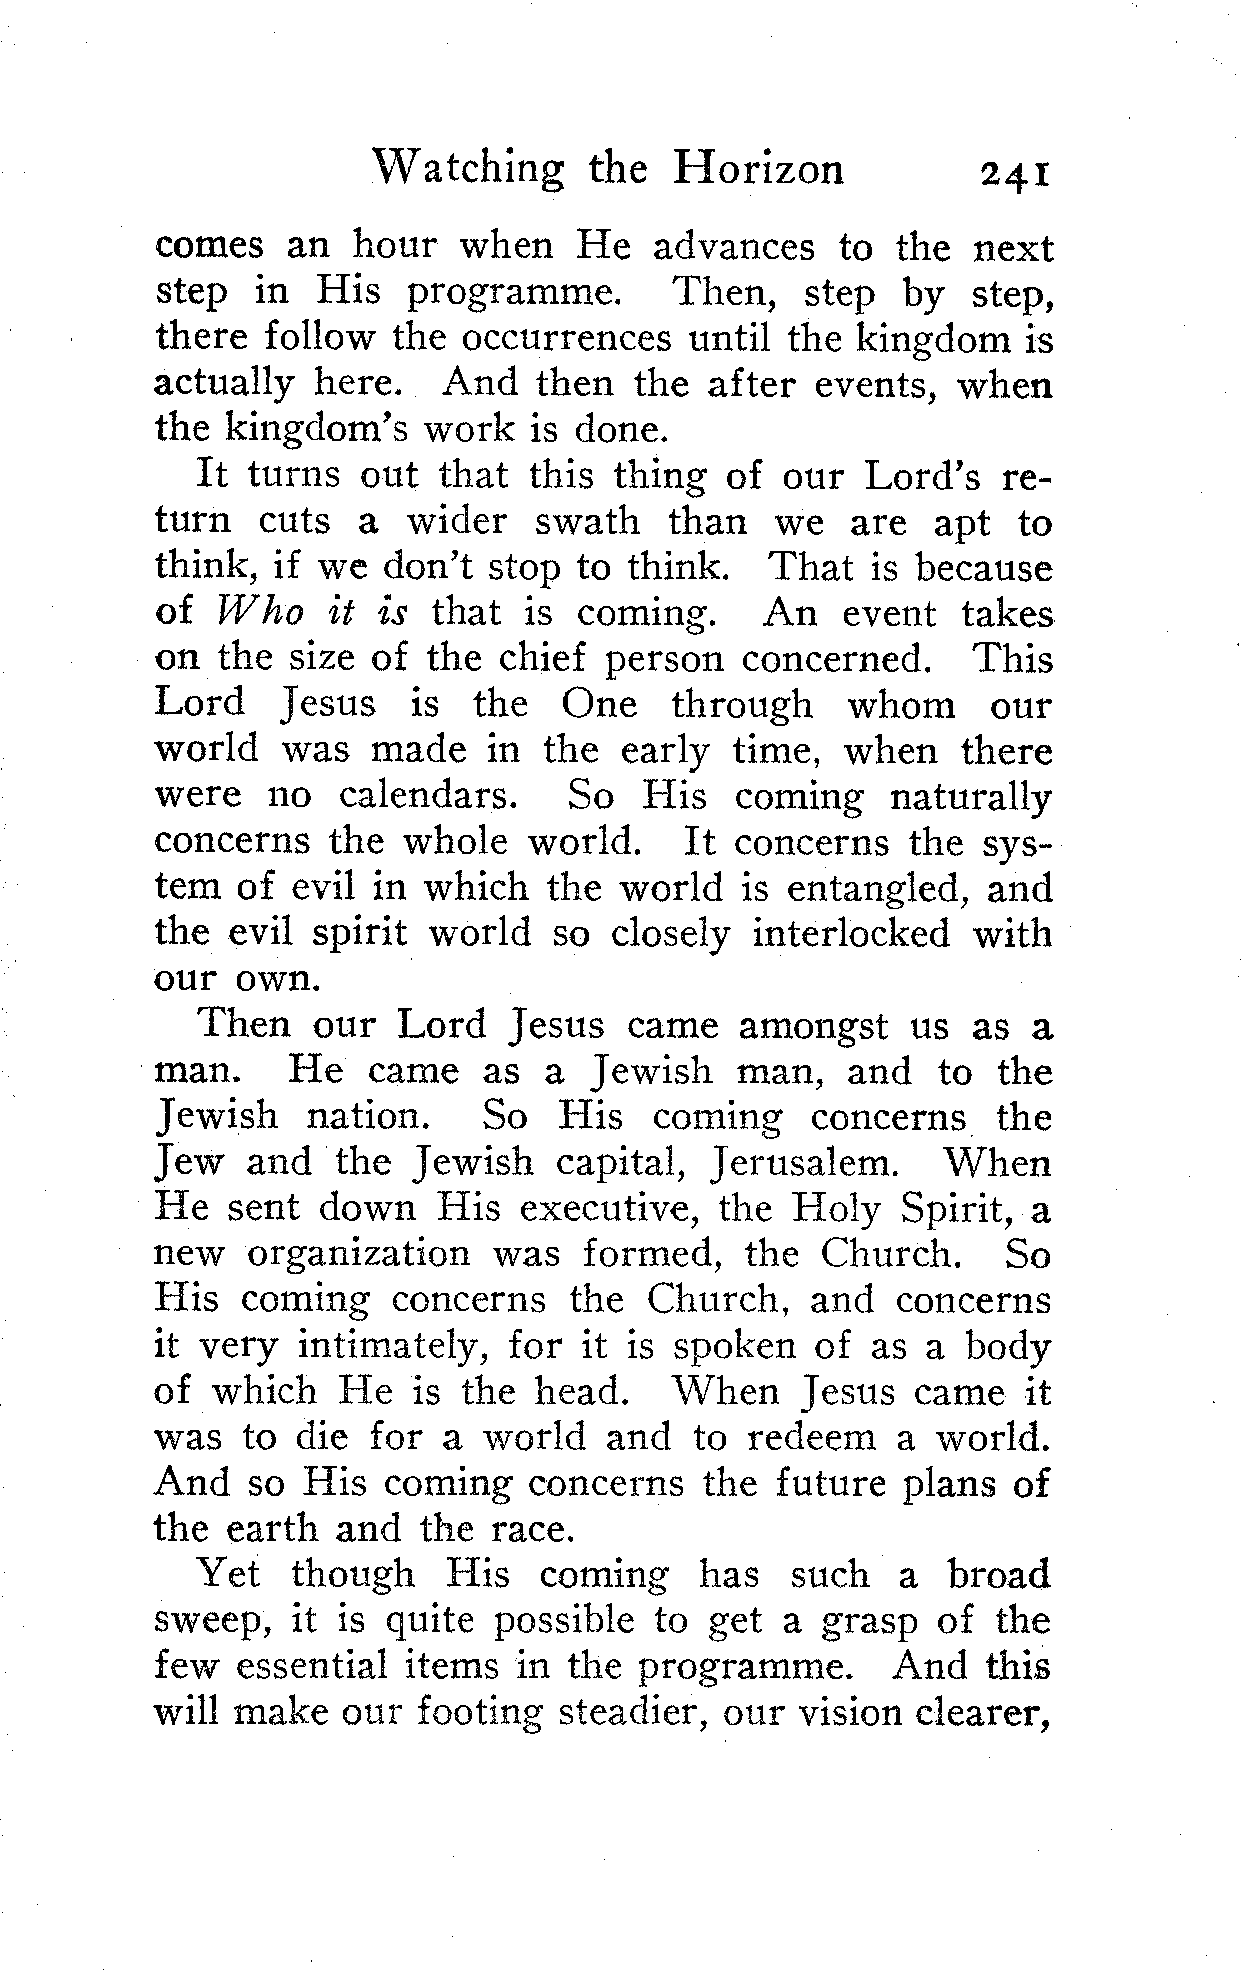 Watching the Horizon 241
comes an hour when He advances to the next
step in His programme. Then, step by step,
there follow the occurrences until the kingdom is
actually here. And then the after events, when
the kingdom's work is done.
It turns out that this thing of our Lord's re-
turn cuts a wider swath than we are apt to
think, if we don't stop to think. That is because
of Who it is that is coming. An event takes
on the size of the chief person concerned. This
Lord Jesus is the One through whom our
world was made in the early time, when there
were no calendars. So His coming naturally
concerns the whole world. It concerns the sys-
tem of evil in which the world is entangled, and
the evil spirit world so closely interlocked with
our own.
Then our Lord Jesus came amongst us as a
man. He came as a Jewish man, and to the
Jewish nation. So His coming concerns the
Jew and the Jewish capital, Jerusalem. When
He sent down His executive, the Holy Spirit, a
new organization was formed, the Church. So
His coming concerns the Church, and concerns
it very intimately, for it is spoken of as a body
of which He is the head. When Jesus came it
was to die for a world and to redeem a world.
And so His coming concerns the future plans of
the earth and the race.
Yet though His coming has such a broad
sweep, it is quite possible to get a grasp of the
few essential items in the programme. And this
will make our footing steadier, our vision clearer,